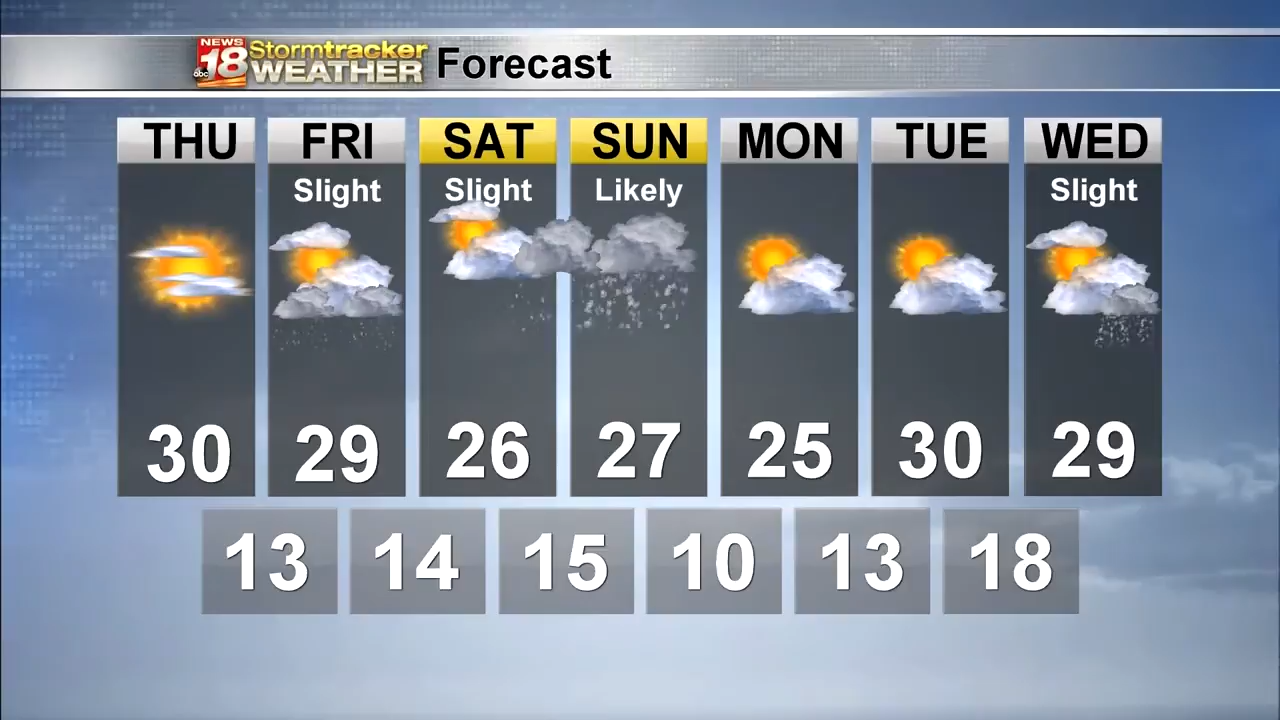 NEWS
abc 18 Stormtracker
WEATHER Forecast
THU FRI SAT SUN MON TUE WED
Slight Slight Likely Slight
30 29 26 27 25 30 29
13 14 15 10 13 18